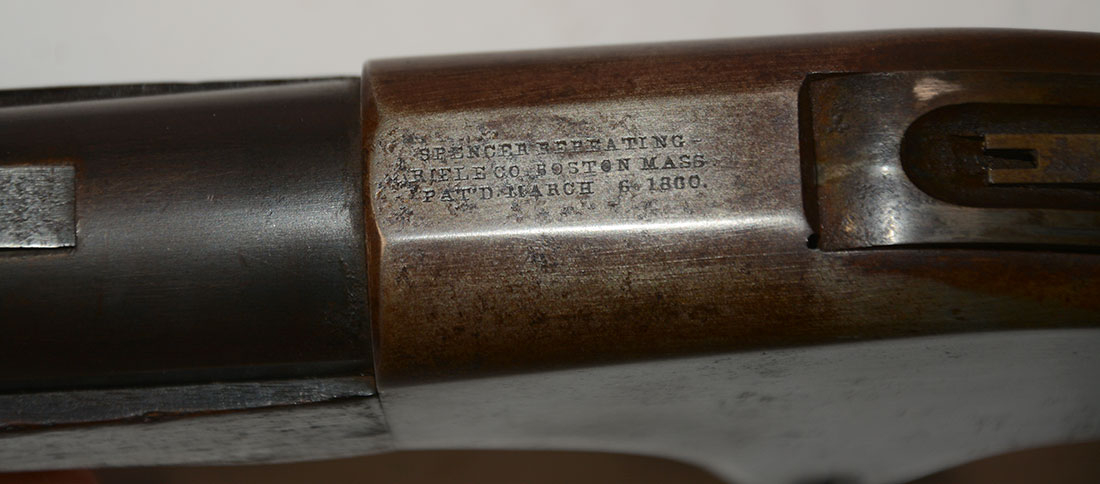 SPENCER REPEATING-
RIFLE CO. BOSTON MASS.
PAT'D. MARCH 6, 1860.